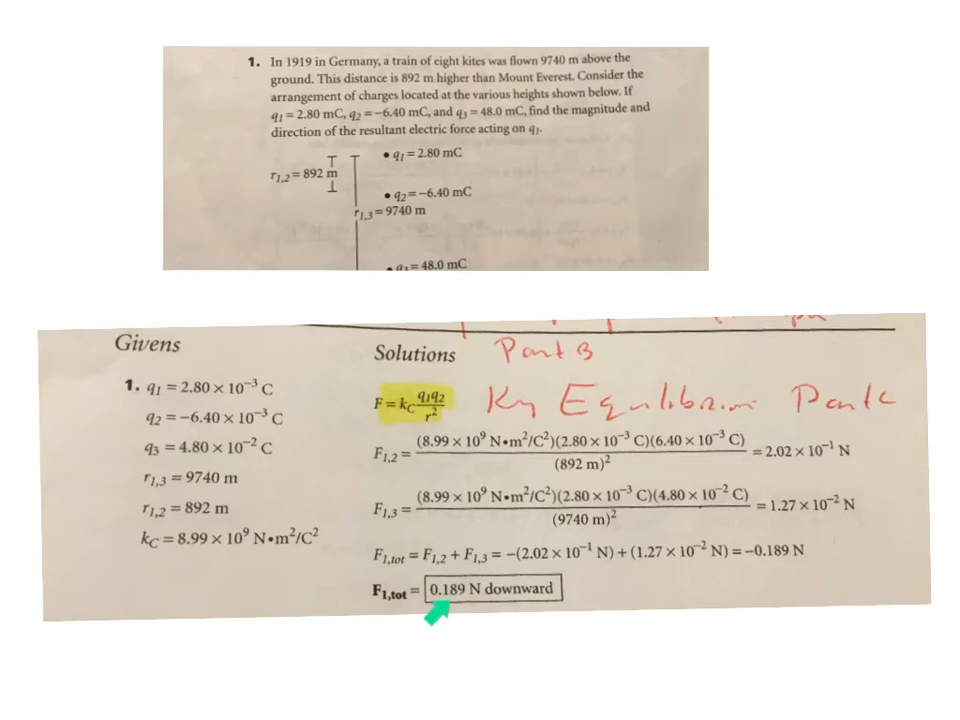 1. In 1919 in Germany, a train of eight kites was flown 9740 m above the
ground. This distance is 892 m higher than Mount Everest. Consider the
arrangement of charges located at the various heights shown below. If
q1 = 2.80 mC, q2 = −6.40 mC, and q3 = 48.0 mC, find the magnitude and
direction of the resultant electric force acting on q1.
• q1 = 2.80 mC
r1,2 = 892 m
• q2 = −6.40 mC
r1,3 = 9740 m
• q3 = 48.0 mC
Givens
Solutions
Part B
1. q1 = 2.80 × 10⁻³ C
q2 = −6.40 × 10⁻³ C
q3 = 4.80 × 10⁻² C
r1,3 = 9740 m
r1,2 = 892 m
kC = 8.99 × 10⁹ N•m²/C²
F = kC q1q2 / r²
Equilibrium
F1,2 = (8.99 × 10⁹ N•m²/C²)(2.80 × 10⁻³ C)(6.40 × 10⁻³ C) / (892 m)² = 2.02 × 10⁻¹ N
F1,3 = (8.99 × 10⁹ N•m²/C²)(2.80 × 10⁻³ C)(4.80 × 10⁻² C) / (9740 m)² = 1.27 × 10⁻² N
F1,tot = F1,2 + F1,3 = −(2.02 × 10⁻¹ N) + (1.27 × 10⁻² N) = −0.189 N
F1,tot = 0.189 N downward